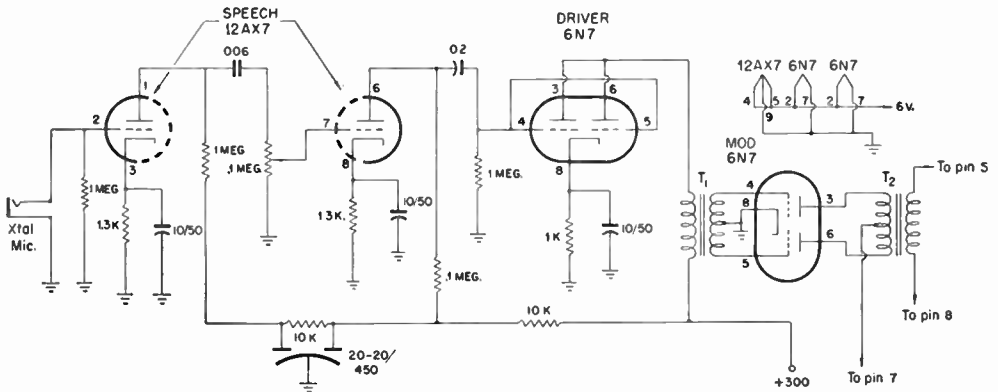 SPEECH
12AX7
DRIVER
6N7
006
02
12AX7 6N7 6N7
4 5 2 7 2 7
9
6V.
MOD
6N7
1
2
3
6
7
8
3 6
4 5
8
1 MEG
1 MEG
.1 MEG.
1 MEG.
Xtal
Mic.
1.3K
10/50
1 3 K.
10/50
1K
10/50
.1 MEG.
10 K
10 K
20-20/
450
T1
4
8
5
3
6
T2
To pin 5
To pin 8
To pin 7
+300